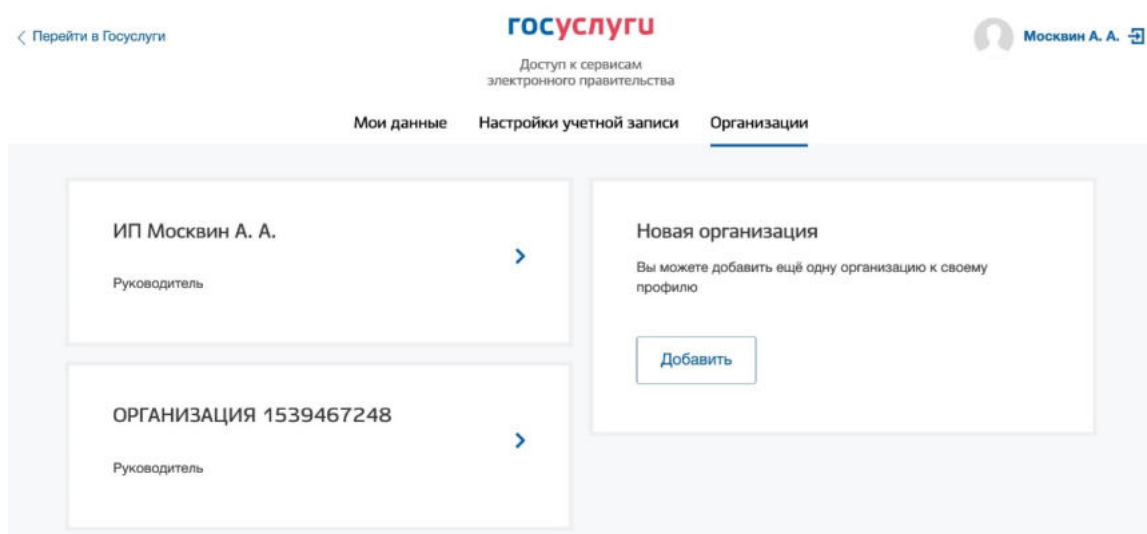 Перейти в Госуслуги
госуслуги
Москвин А. А.
Доступ к сервисам
электронного правительства
Мои данные Настройки учетной записи Организации
ИП Москвин А. А.
Руководитель
Новая организация
Вы можете добавить ещё одну организацию к своему
профилю
Добавить
ОРГАНИЗАЦИЯ 1539467248
Руководитель